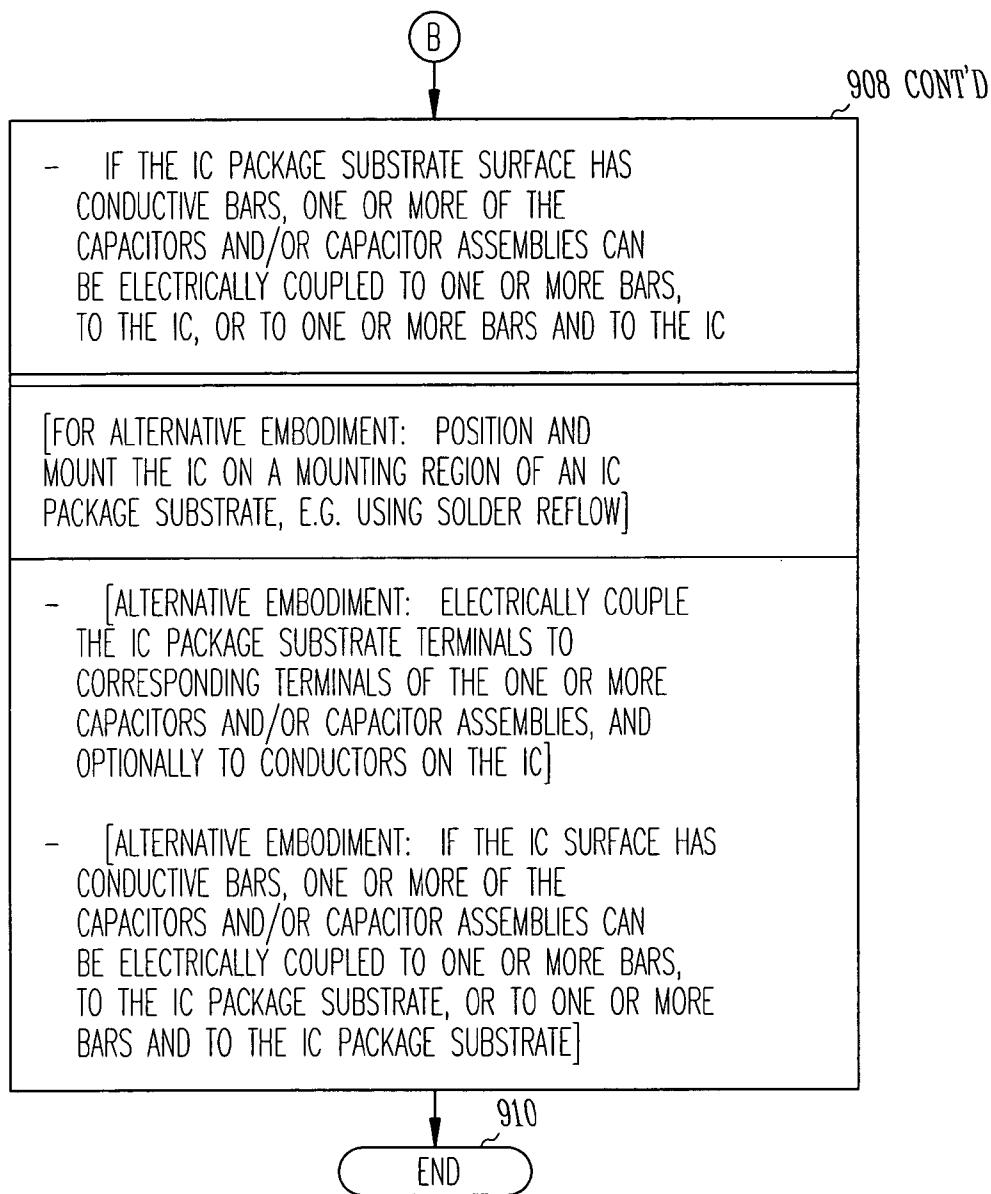 B
908 CONT'D
- IF THE IC PACKAGE SUBSTRATE SURFACE HAS
CONDUCTIVE BARS, ONE OR MORE OF THE
CAPACITORS AND/OR CAPACITOR ASSEMBLIES CAN
BE ELECTRICALLY COUPLED TO ONE OR MORE BARS,
TO THE IC, OR TO ONE OR MORE BARS AND TO THE IC
[FOR ALTERNATIVE EMBODIMENT: POSITION AND
MOUNT THE IC ON A MOUNTING REGION OF AN IC
PACKAGE SUBSTRATE, E.G. USING SOLDER REFLOW]
- [ALTERNATIVE EMBODIMENT: ELECTRICALLY COUPLE
THE IC PACKAGE SUBSTRATE TERMINALS TO
CORRESPONDING TERMINALS OF THE ONE OR MORE
CAPACITORS AND/OR CAPACITOR ASSEMBLIES, AND
OPTIONALLY TO CONDUCTORS ON THE IC]
- [ALTERNATIVE EMBODIMENT: IF THE IC SURFACE HAS
CONDUCTIVE BARS, ONE OR MORE OF THE
CAPACITORS AND/OR CAPACITOR ASSEMBLIES CAN
BE ELECTRICALLY COUPLED TO ONE OR MORE BARS,
TO THE IC PACKAGE SUBSTRATE, OR TO ONE OR MORE
BARS AND TO THE IC PACKAGE SUBSTRATE]
910
END